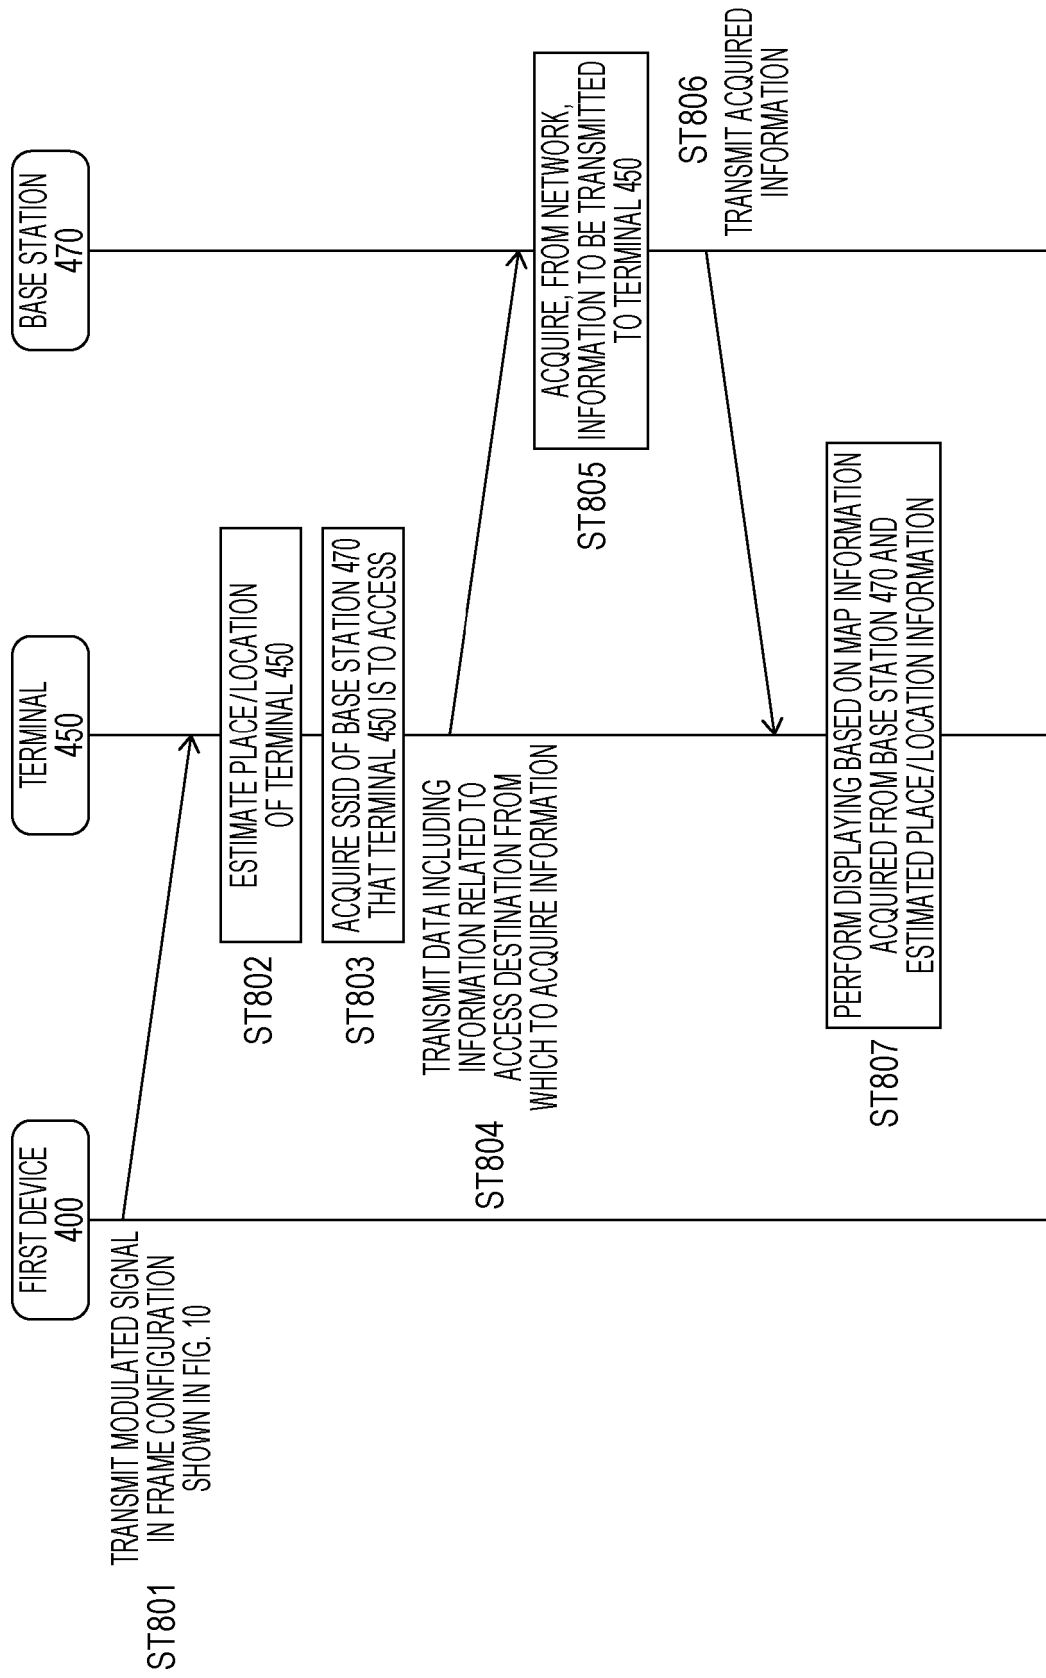 FIRST DEVICE
400
TERMINAL
450
BASE STATION
470
ST801
TRANSMIT MODULATED SIGNAL
IN FRAME CONFIGURATION
SHOWN IN FIG. 10
ST802
ESTIMATE PLACE/LOCATION
OF TERMINAL 450
ST803
ACQUIRE SSID OF BASE STATION 470
THAT TERMINAL 450 IS TO ACCESS
ST804
TRANSMIT DATA INCLUDING
INFORMATION RELATED TO
ACCESS DESTINATION FROM
WHICH TO ACQUIRE INFORMATION
ST805
ACQUIRE, FROM NETWORK,
INFORMATION TO BE TRANSMITTED
TO TERMINAL 450
ST806
TRANSMIT ACQUIRED
INFORMATION
ST807
PERFORM DISPLAYING BASED ON MAP INFORMATION
ACQUIRED FROM BASE STATION 470 AND
ESTIMATED PLACE/LOCATION INFORMATION